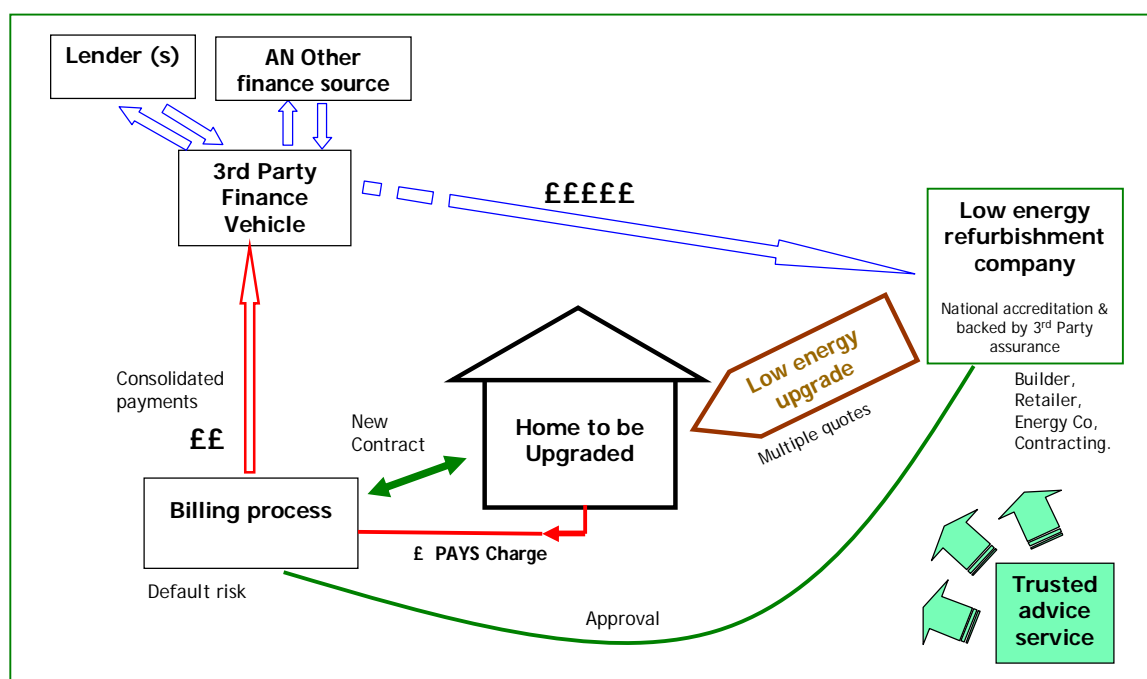 Lender (s)
AN Other
finance source
3rd Party
Finance
Vehicle
£££££
Low energy
refurbishment
company
National accreditation &
backed by 3rd Party
assurance
Builder,
Retailer,
Energy Co,
Contracting.
Low energy
upgrade
Multiple quotes
Consolidated
payments
££
New
Contract
Home to be
Upgraded
Billing process
£ PAYS Charge
Default risk
Approval
Trusted
advice
service